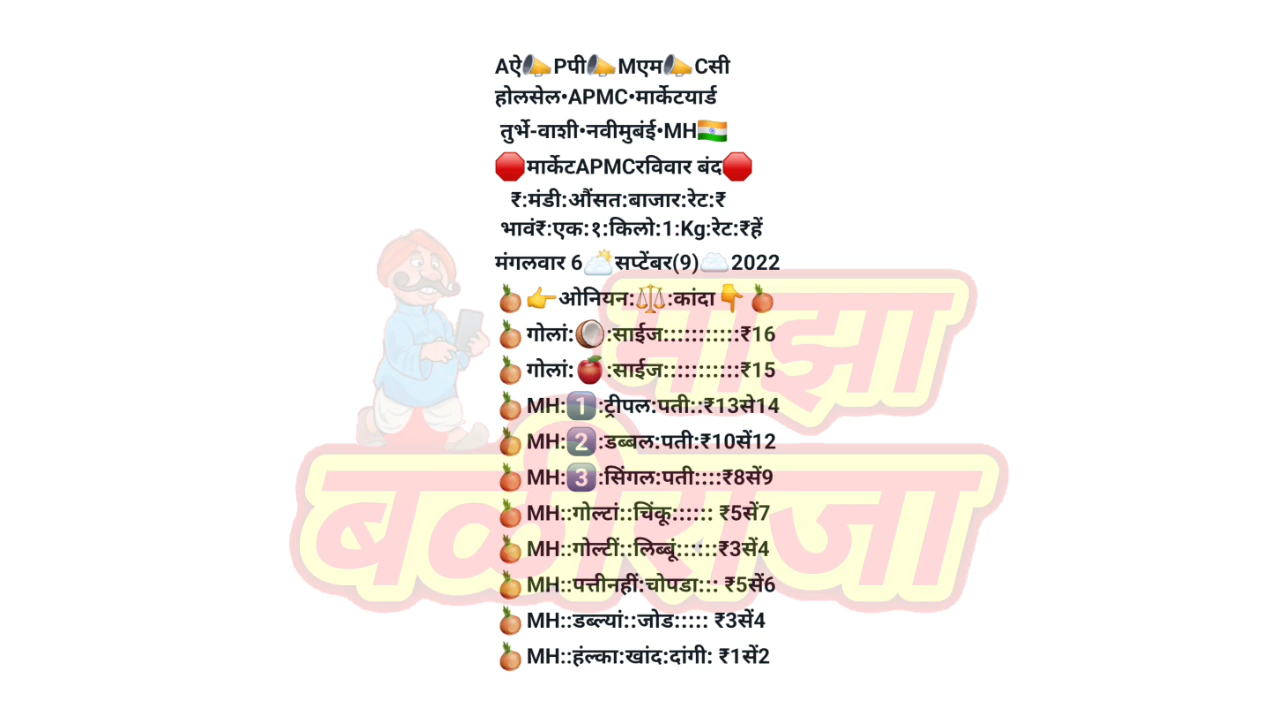 Aऐ📣Pपी📣Mएम📣Cसी
होलसेल•APMC•मार्केटयार्ड
तुर्भे-वाशी•नवीमुबंई•MH🇮🇳
🛑मार्केटAPMCरविवार बंद🛑
₹:मंडी:औंसत:बाजार:रेट:₹
भावं₹:एक:१:किलो:1:Kg:रेट:₹हें
मंगलवार 6🌥️सप्टेंबर(9)☁️2022
🧅👉ओनियन:⚖️:कांदा👇🧅
🧅गोलां:🥥:साईज:::::::::::₹16
🧅गोलां:🍎:साईज:::::::::::₹15
🧅MH:1️⃣:ट्रीपल:पती::₹13से14
🧅MH:2️⃣:डब्बल:पती:₹10सें12
🧅MH:3️⃣:सिंगल:पती::::₹8सें9
🧅MH::गोल्टां::चिंकू:::::: ₹5सें7
🧅MH::गोल्टीं::लिब्बूं::::::₹3सें4
🧅MH::पत्तीनहीं:चोपडा::: ₹5सें6
🧅MH::डब्ल्यां::जोड::::: ₹3सें4
🧅MH::हंल्का:खांद:दांगी: ₹1सें2
माझा
बळीराजा